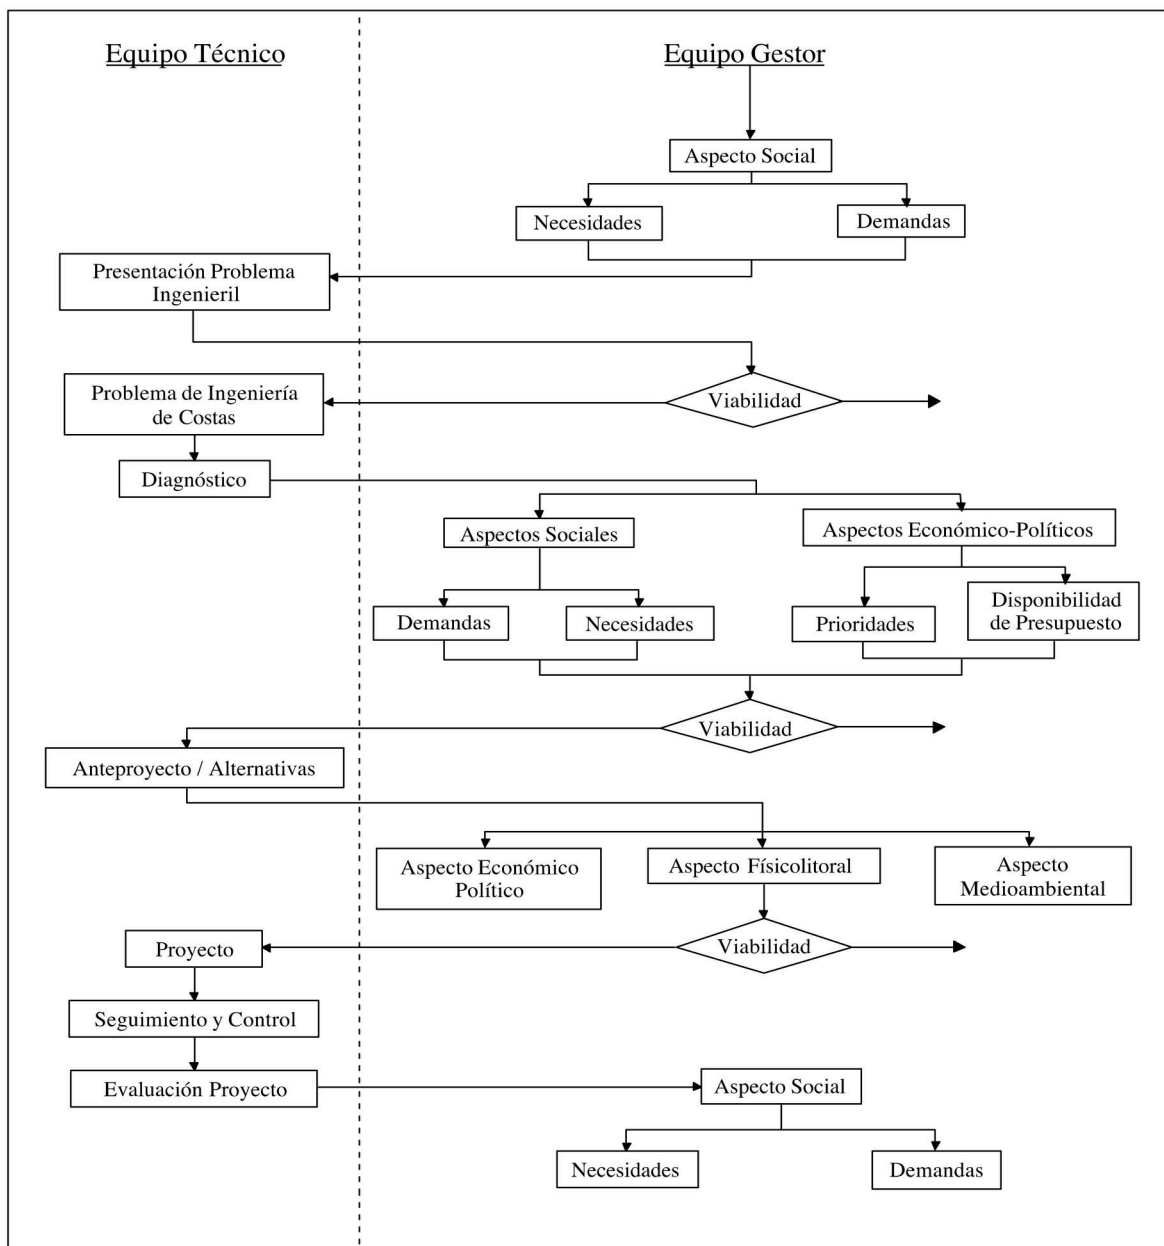 Equipo Técnico
Equipo Gestor
Aspecto Social
Necesidades
Demandas
Presentación Problema
Ingenieril
Viabilidad
Problema de Ingeniería
de Costas
Diagnóstico
Aspectos Sociales
Aspectos Económico-Políticos
Demandas
Necesidades
Prioridades
Disponibilidad
de Presupuesto
Viabilidad
Anteproyecto / Alternativas
Aspecto Económico
Político
Aspecto Físicolitoral
Aspecto
Medioambiental
Viabilidad
Proyecto
Seguimiento y Control
Evaluación Proyecto
Aspecto Social
Necesidades
Demandas